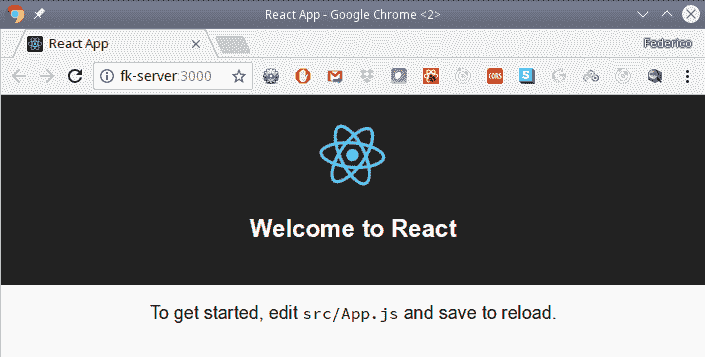 React App - Google Chrome <2>
React App
Federico
fk-server:3000
CORS
S
G
Welcome to React
To get started, edit src/App.js and save to reload.